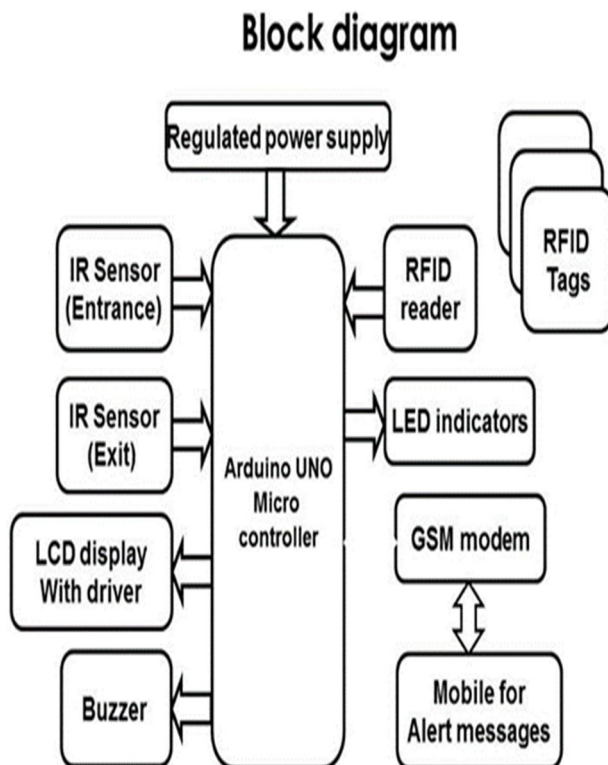 Block diagram
Regulated power supply
IR Sensor
(Entrance)
RFID
reader
RFID
Tags
IR Sensor
(Exit)
Arduino UNO
Micro
controller
LED indicators
LCD display
With driver
GSM modem
Buzzer
Mobile for
Alert messages